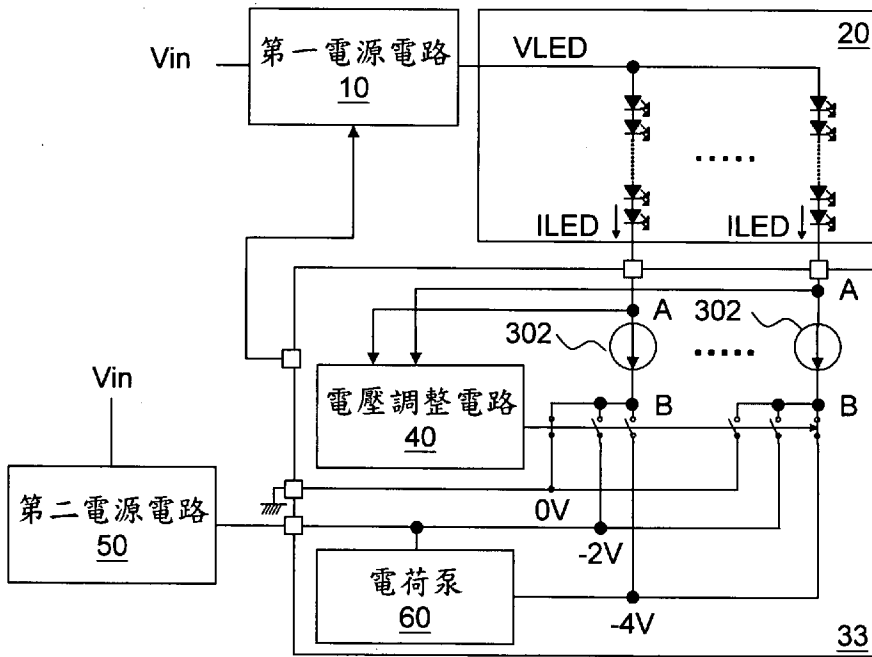 Vin
第一電源電路
10
VLED
20
ILED
ILED
A
A
302
302
Vin
電壓調整電路
40
B
B
第二電源電路
50
0V
-2V
電荷泵
60
-4V
33